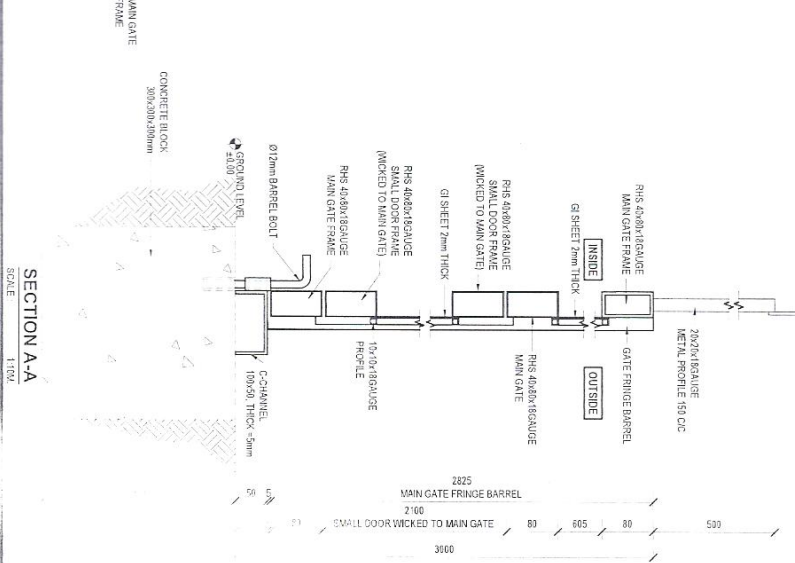 MAIN GATE
FRAME
CONCRETE BLOCK
300x300x300mm
GROUND LEVEL
±0.00
Ø12mm BARREL BOLT
RHS 40x80x18GAUGE
MAIN GATE FRAME
RHS 40x80x18GAUGE
SMALL DOOR FRAME
(WICKED TO MAIN GATE)
GI SHEET 2mm THICK
RHS 40x80x18GAUGE
SMALL DOOR FRAME
(WICKED TO MAIN GATE)
GI SHEET 2mm THICK
INSIDE
RHS 40x80x18GAUGE
MAIN GATE FRAME
20x20x18GAUGE
METAL PROFILE 150 C/C
GATE FRINGE BARREL
OUTSIDE
RHS 40x80x18GAUGE
MAIN GATE
10x10x18GAUGE
PROFILE
C-CHANNEL
100x50, THICK =5mm
2825
MAIN GATE FRINGE BARREL
50
2100
SMALL DOOR WICKED TO MAIN GATE
80
605
80
500
3000
SECTION A-A
SCALE